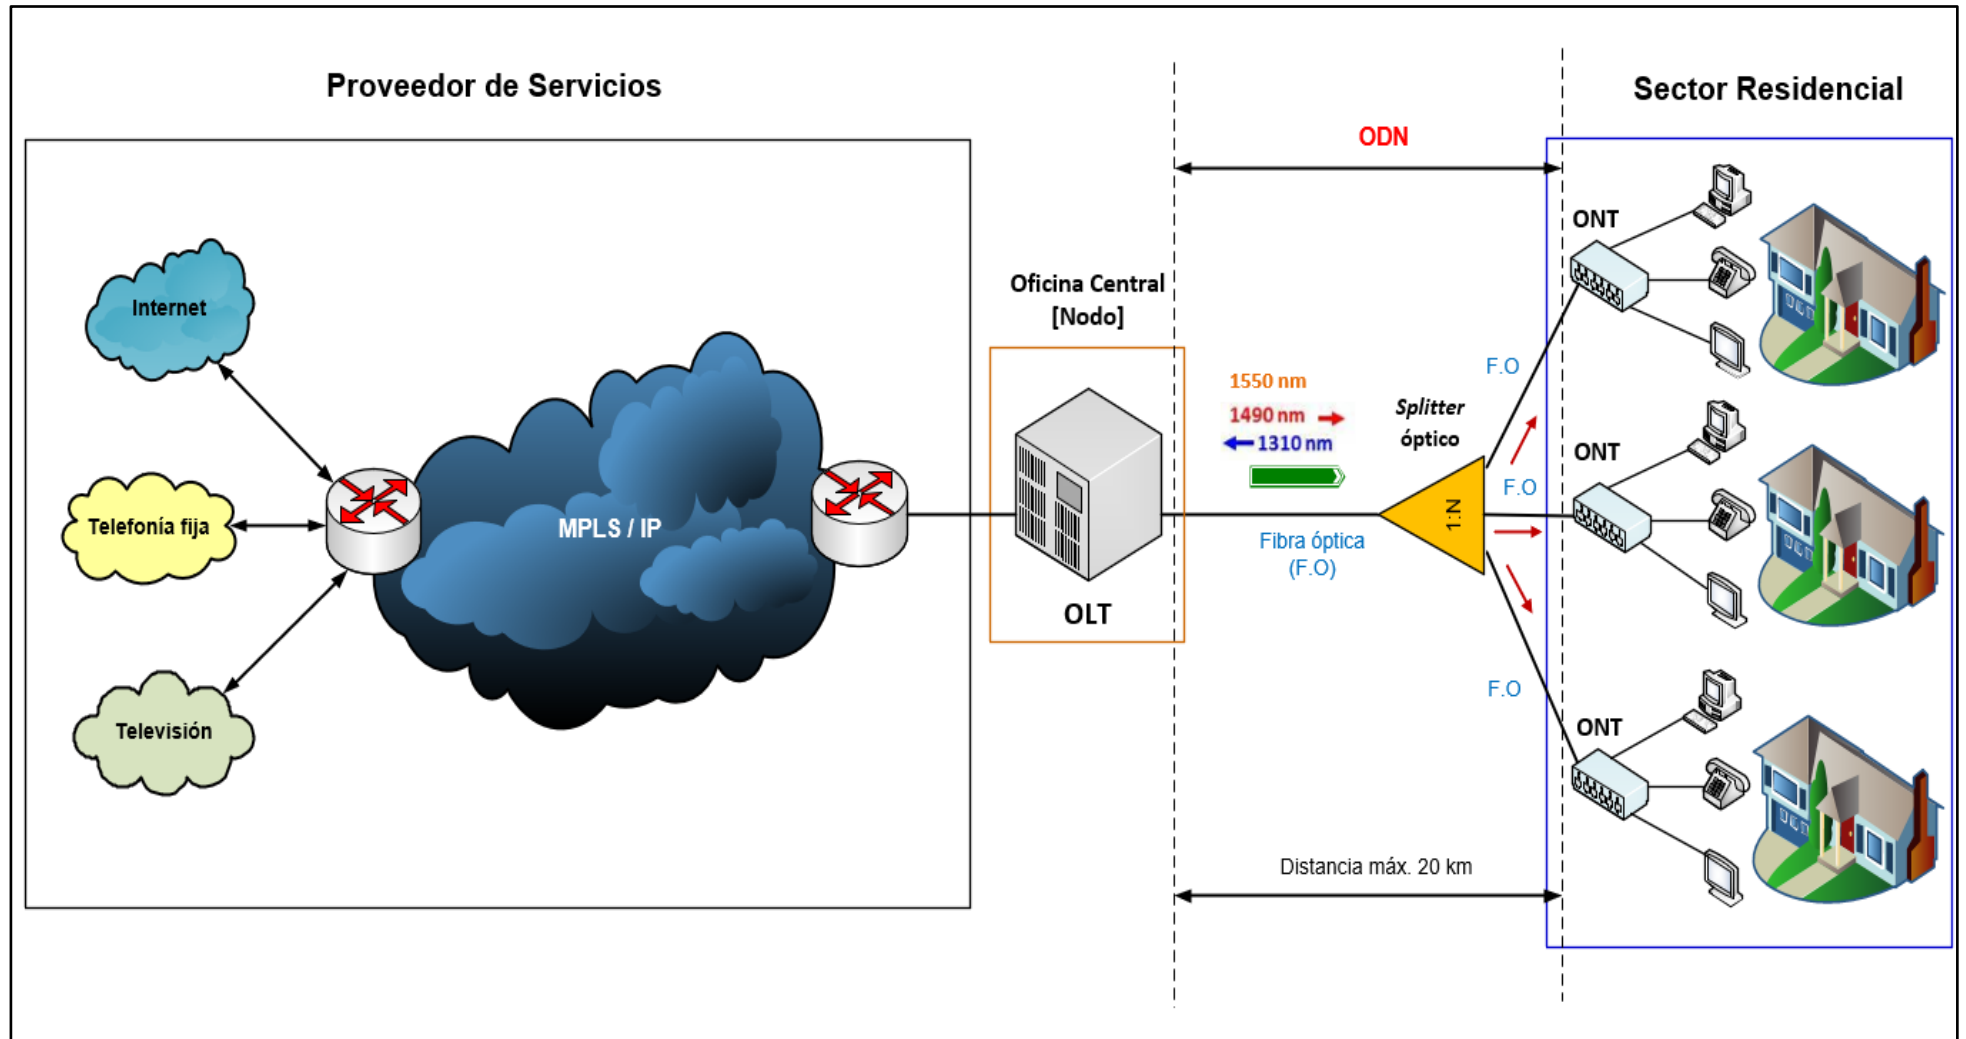 Proveedor de Servicios
Sector Residencial
ODN
ONT
Internet
Oficina Central
[Nodo]
1550 nm
1490 nm
1310 nm
F.O
Splitter
óptico
ONT
F.O
1:N
Telefonía fija
MPLS / IP
Fibra óptica
(F.O)
OLT
F.O
ONT
Televisión
Distancia máx. 20 km